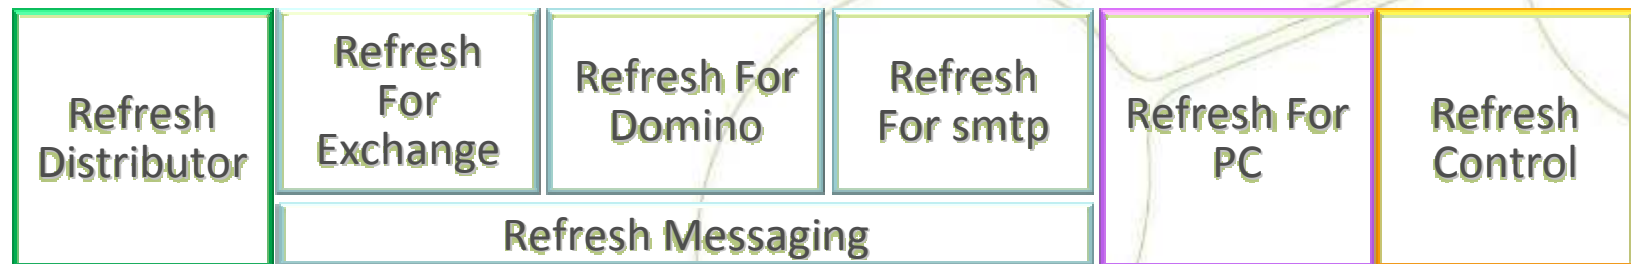 Refresh
Distributor
Refresh
For
Exchange
Refresh For
Domino
Refresh
For smtp
Refresh Messaging
Refresh For
PC
Refresh
Control